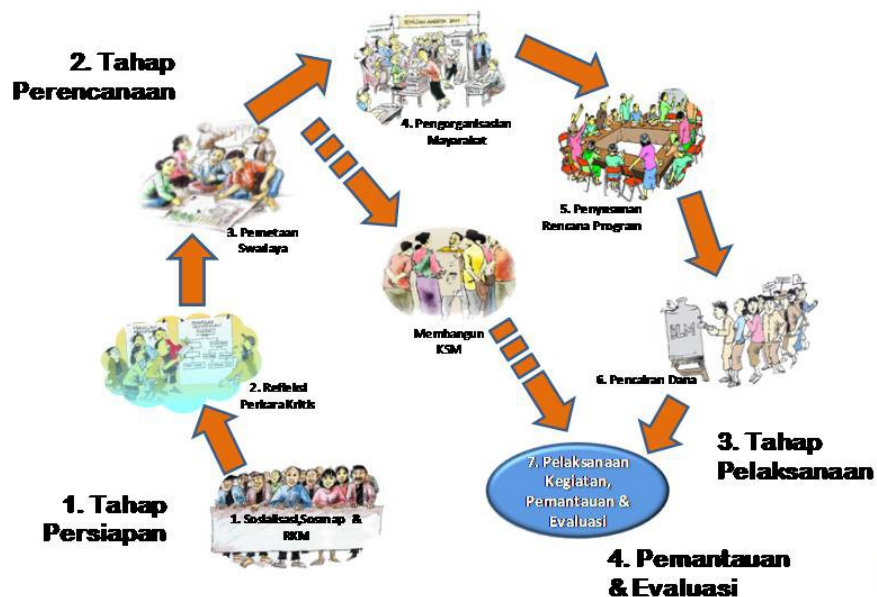 2. Tahap
Perencanaan
4. Pengorganisasian
Mayarakat
5. Penyusunan
Rencana Program
3. Pemetaan
Swadaya
Membangun
KSM
KLM
6. Pencairan Dana
2. Refleksi
Perkara Kritis
3. Tahap
Pelaksanaan
7. Pelaksanaan
Kegiatan,
Pemantauan &
Evaluasi
1. Tahap
Persiapan
1. Sosialisasi,Sosmap &
RKM
4. Pemantauan
& Evaluasi